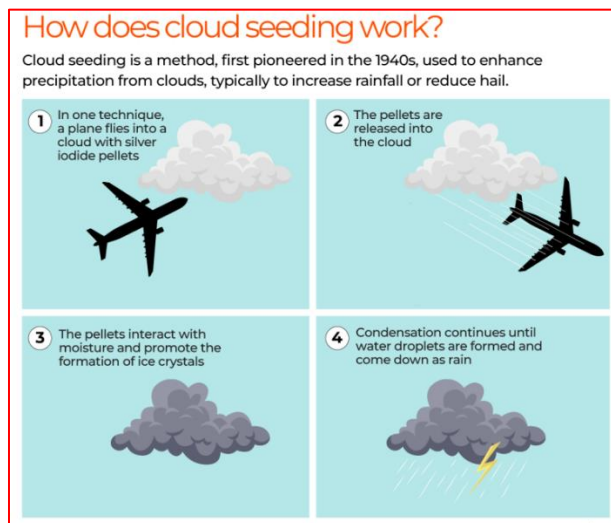 How does cloud seeding work?
Cloud seeding is a method, first pioneered in the 1940s, used to enhance
precipitation from clouds, typically to increase rainfall or reduce hail.
1
In one technique,
a plane flies into a
cloud with silver
iodide pellets
2
The pellets are
released into
the cloud
3
The pellets interact with
moisture and promote the
formation of ice crystals
4
Condensation continues until
water droplets are formed and
come down as rain